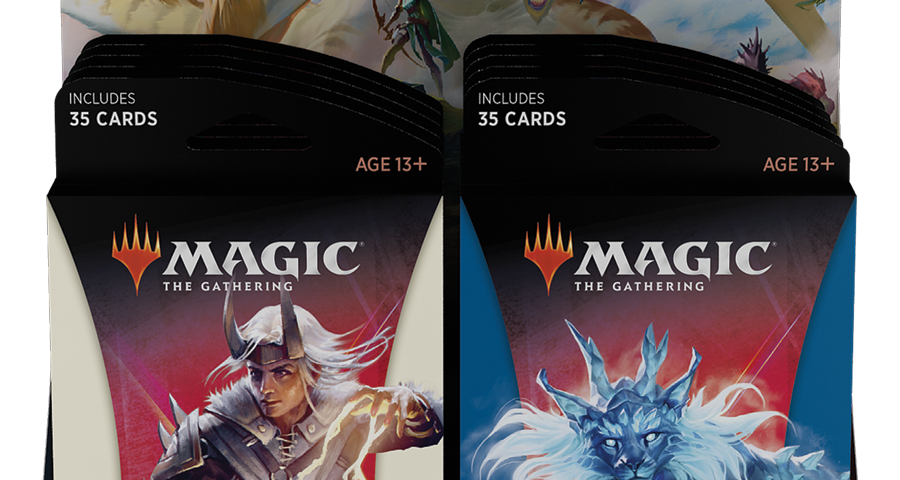 INCLUDES
35 CARDS
AGE 13+
MAGIC®
THE GATHERING
INCLUDES
35 CARDS
AGE 13+
MAGIC®
THE GATHERING